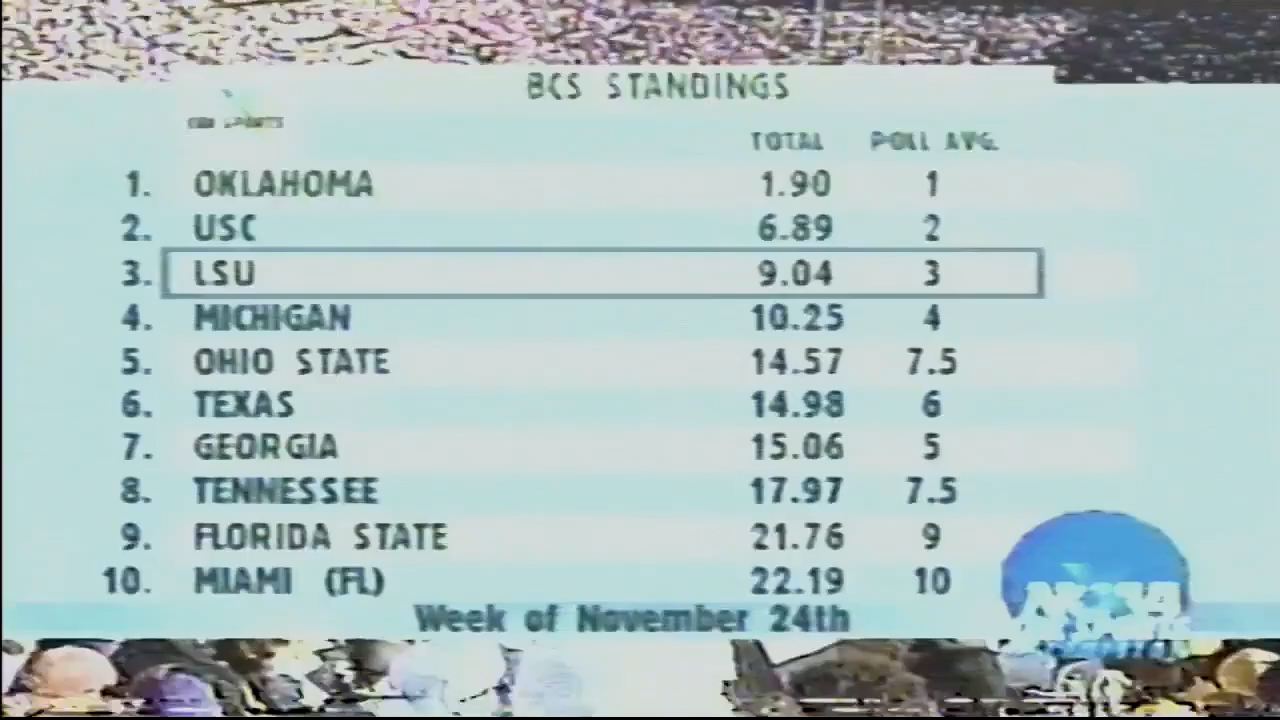 BCS STANDINGS
TOTAL POLL AVG.
1. OKLAHOMA 1.90 1
2. USC 6.89 2
3. LSU 9.04 3
4. MICHIGAN 10.25 4
5. OHIO STATE 14.57 7.5
6. TEXAS 14.98 6
7. GEORGIA 15.06 5
8. TENNESSEE 17.97 7.5
9. FLORIDA STATE 21.76 9
10. MIAMI (FL) 22.19 10
Week of November 24th